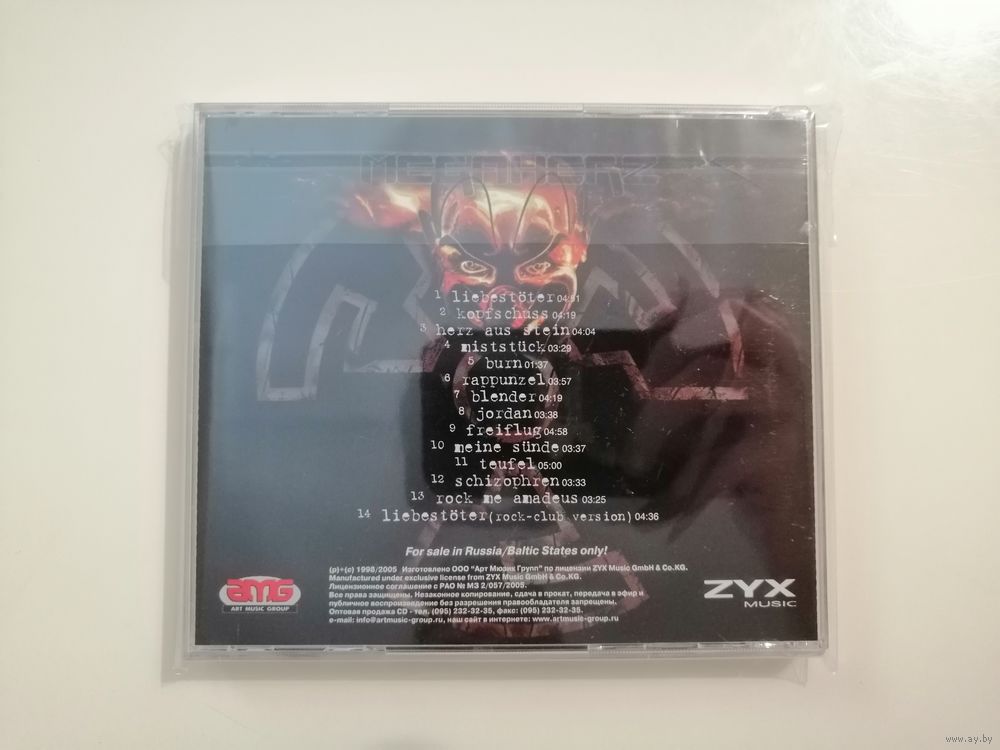 MEGAHERZ
1 liebestöter 04:51
2 kopfschuss 04:19
3 herz aus stein 04:04
4 miststück 03:29
5 burn 01:37
6 rappunzel 03:57
7 blender 04:19
8 jordan 03:38
9 freiflug 04:58
10 meine sünde 03:37
11 teufel 05:00
12 schizophren 03:33
13 rock me amadeus 03:25
14 liebestöter (rock-club version) 04:36
For sale in Russia/Baltic States only!
(p)+(c) 1998/2005 Изготовлено ООО "Арт Мюзик Групп" по лицензии ZYX Music GmbH & Co.KG.
Manufactured under exclusive license from ZYX Music GmbH & Co.KG.
Лицензионное соглашение с РАО № МЗ 2/057/2005.
Все права защищены. Незаконное копирование, сдача в прокат, передача в эфир и
публичное воспроизведение без разрешения правообладателя запрещены.
Оптовая продажа CD - тел. (095) 232-32-35, факс: (095) 232-32-35.
e-mail: info@artmusic-group.ru, наш сайт в интернете: www.artmusic-group.ru
AMG
ART MUSIC GROUP
ZYX
MUSIC
www.ay.by